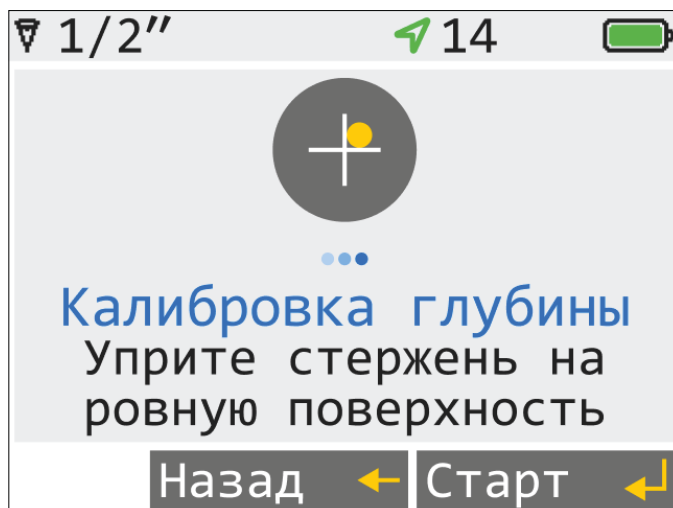 1/2″
14
Калибровка глубины
Уприте стержень на
ровную поверхность
Назад
Старт